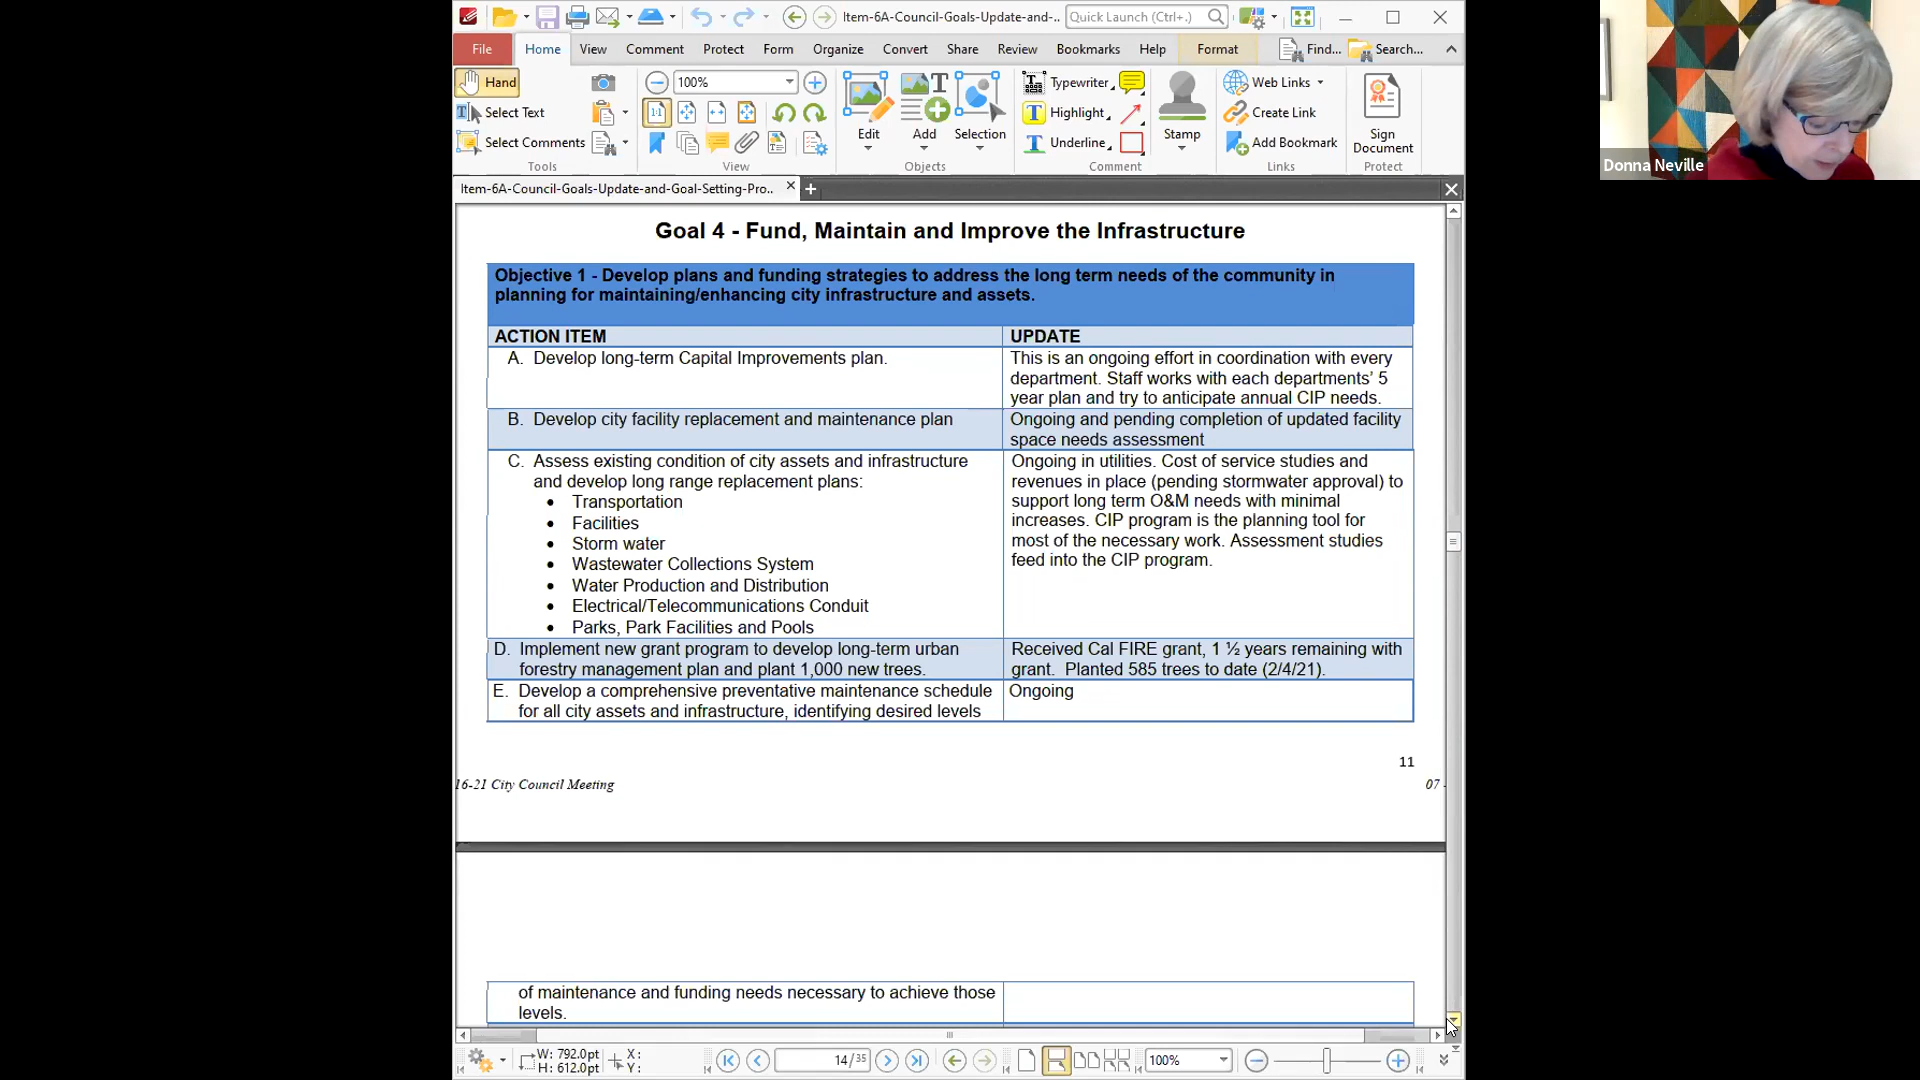 Item-6A-Council-Goals-Update-and-..
Quick Launch (Ctrl+.)
File Home View Comment Protect Form Organize Convert Share Review Bookmarks Help Format Find... Search...
Hand
Select Text
Select Comments
Tools
100%
View
Edit
Add
Selection
Objects
Typewriter
Highlight
Underline
Comment
Stamp
Web Links
Create Link
Add Bookmark
Links
Sign
Document
Protect
Item-6A-Council-Goals-Update-and-Goal-Setting-Pro..
Goal 4 - Fund, Maintain and Improve the Infrastructure
Objective 1 - Develop plans and funding strategies to address the long term needs of the community in
planning for maintaining/enhancing city infrastructure and assets.
ACTION ITEM
UPDATE
A. Develop long-term Capital Improvements plan.
This is an ongoing effort in coordination with every
department. Staff works with each departments' 5
year plan and try to anticipate annual CIP needs.
B. Develop city facility replacement and maintenance plan
Ongoing and pending completion of updated facility
space needs assessment
C. Assess existing condition of city assets and infrastructure
and develop long range replacement plans:
• Transportation
• Facilities
• Storm water
• Wastewater Collections System
• Water Production and Distribution
• Electrical/Telecommunications Conduit
• Parks, Park Facilities and Pools
Ongoing in utilities. Cost of service studies and
revenues in place (pending stormwater approval) to
support long term O&M needs with minimal
increases. CIP program is the planning tool for
most of the necessary work. Assessment studies
feed into the CIP program.
D. Implement new grant program to develop long-term urban
forestry management plan and plant 1,000 new trees.
Received Cal FIRE grant, 1 ½ years remaining with
grant. Planted 585 trees to date (2/4/21).
E. Develop a comprehensive preventative maintenance schedule
for all city assets and infrastructure, identifying desired levels
Ongoing
11
16-21 City Council Meeting
07 -
of maintenance and funding needs necessary to achieve those
levels.
W: 792.0pt
H: 612.0pt
X:
Y:
14/35
100%
Donna Neville